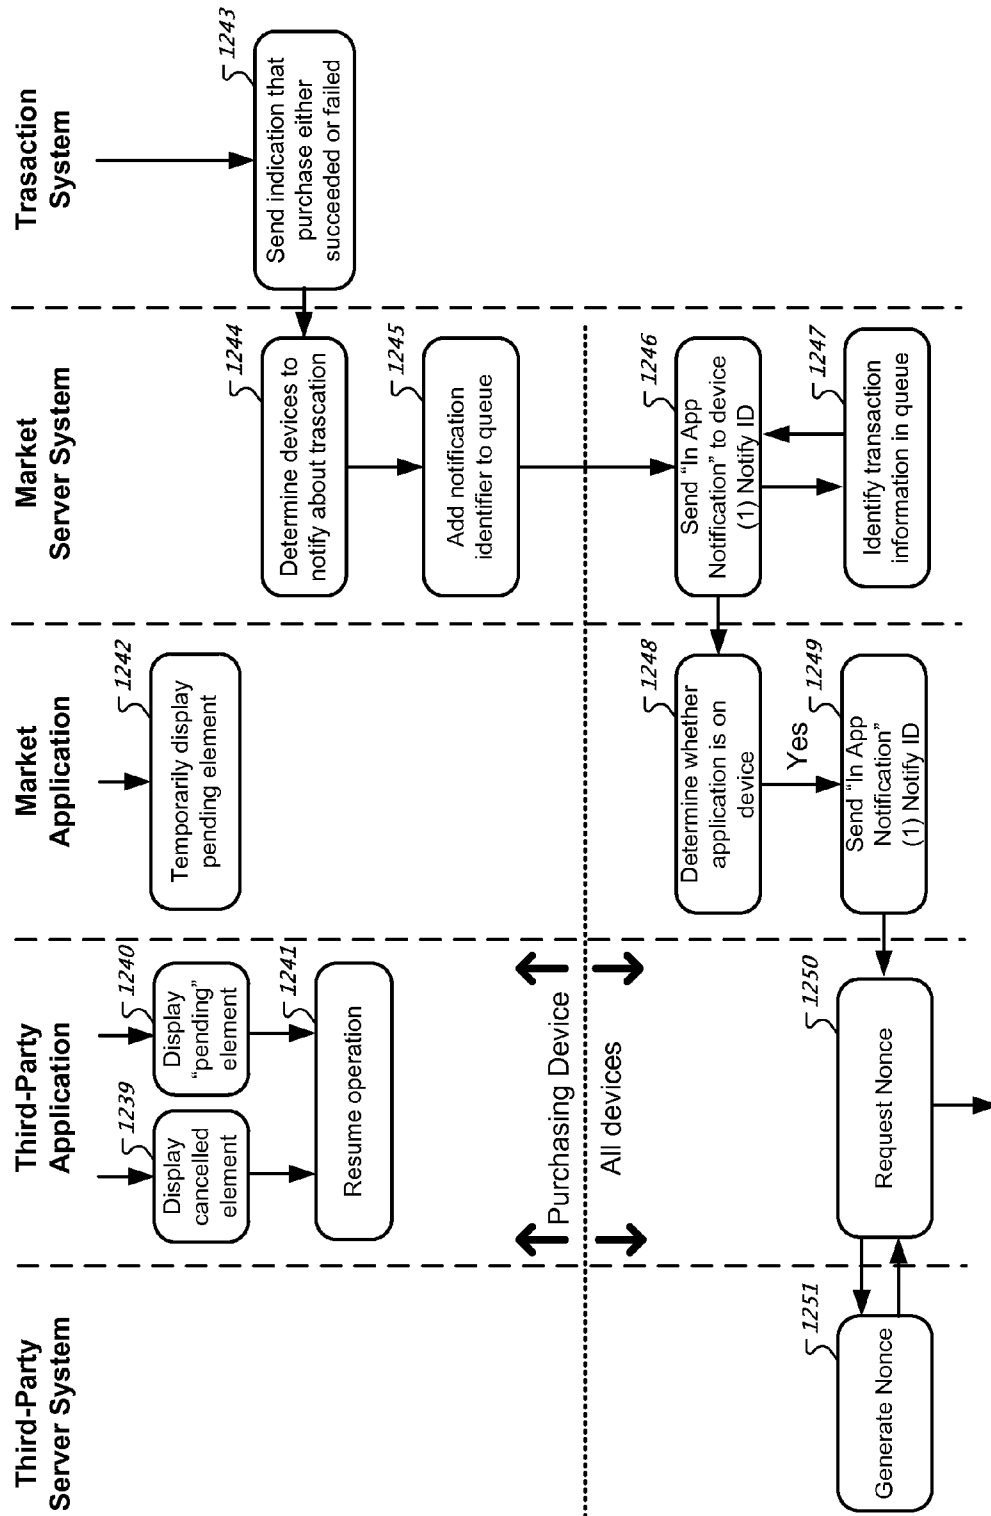 Third-Party
Server System
Third-Party
Application
Market
Application
Market
Server System
Trasaction
System
1239
Display
cancelled
element
1240
Display
“pending”
element
1241
Resume operation
1242
Temporarily display
pending element
1243
Send indication that
purchase either
succeeded or failed
1244
Determine devices to
notify about trascation
1245
Add notification
identifier to queue
Purchasing Device
All devices
1246
Send “In App
Notification” to device
(1) Notify ID
1247
Identify transaction
information in queue
1248
Determine whether
application is on
device
Yes
1249
Send “In App
Notification”
(1) Notify ID
1250
Request Nonce
1251
Generate Nonce